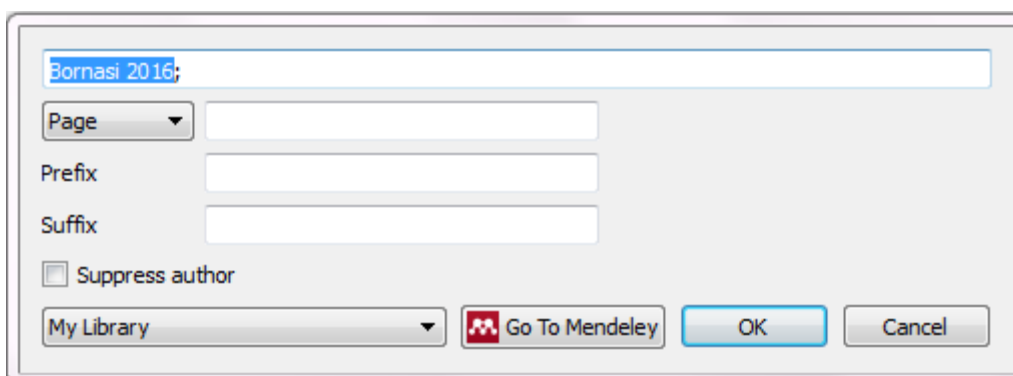 Bornasi 2016;
Page
Prefix
Suffix
Suppress author
My Library Go To Mendeley OK Cancel